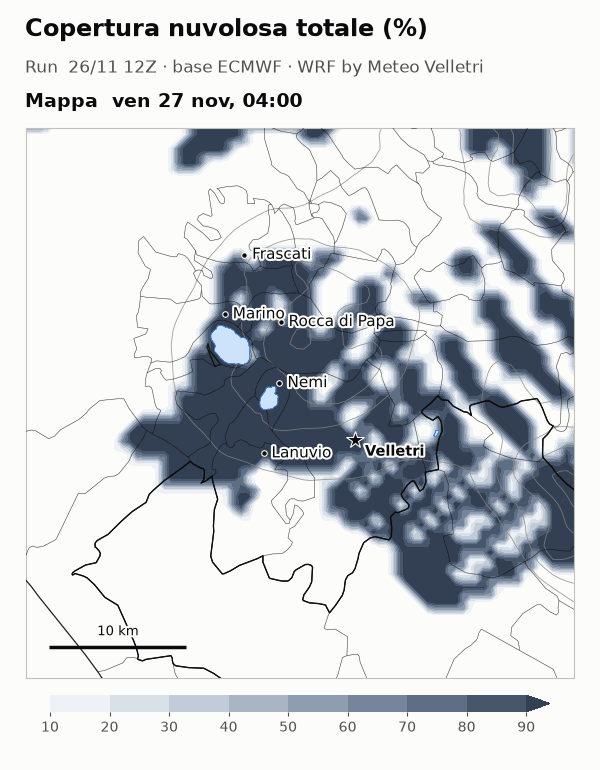 Copertura nuvolosa totale (%)
Run  26/11 12Z · base ECMWF · WRF by Meteo Velletri
Mappa  ven 27 nov, 04:00
Frascati
Marino
Rocca di Papa
Nemi
Velletri
Lanuvio
10 km
10 20 30 40 50 60 70 80 90